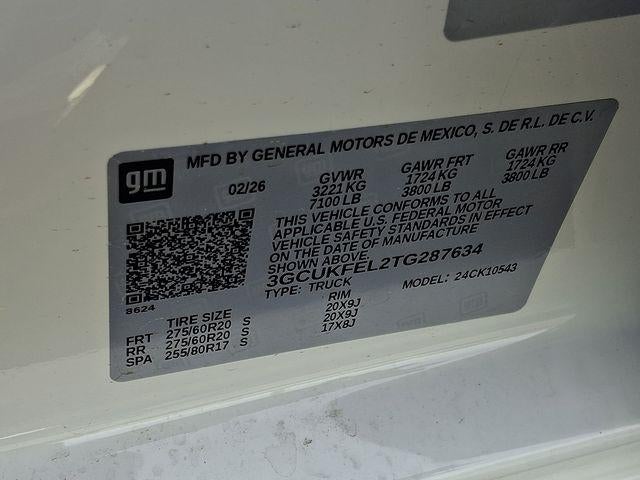 gm MFD BY GENERAL MOTORS DE MEXICO, S. DE R.L. DE C.V.
02/26 GVWR GAWR FRT GAWR RR
3221 KG 1724 KG 1724 KG
7100 LB 3800 LB 3800 LB
THIS VEHICLE CONFORMS TO ALL
APPLICABLE U.S. FEDERAL MOTOR
VEHICLE SAFETY STANDARDS IN EFFECT
ON THE DATE OF MANUFACTURE
SHOWN ABOVE.
3GCUKFEL2TG287634
TYPE: TRUCK MODEL: 24CK10543
8624
TIRE SIZE RIM
FRT 275/60R20 S 20X9J
RR 275/60R20 S 20X9J
SPA 255/80R17 S 17X8J